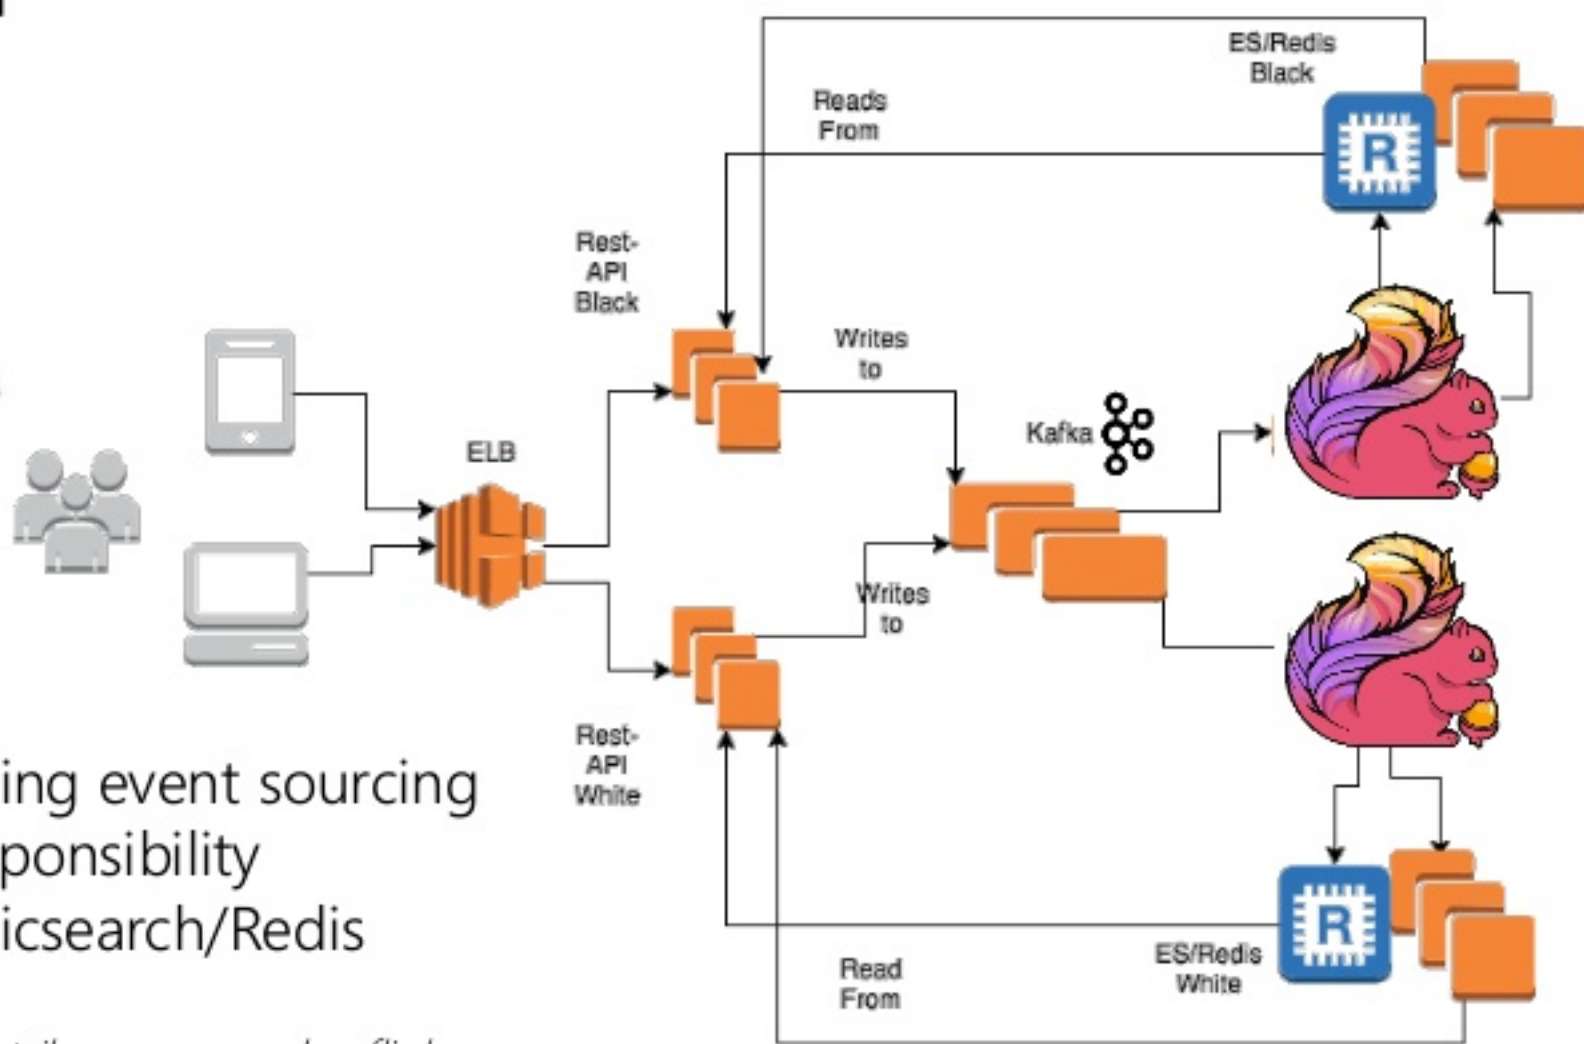 ES/Redis
Black
Reads
From
Rest-
API
Black
Writes
to
Kafka
ELB
Writes
to
Rest-
API
White
ing event sourcing
ponsibility
icsearch/Redis
Read
From
ES/Redis
White
R
R